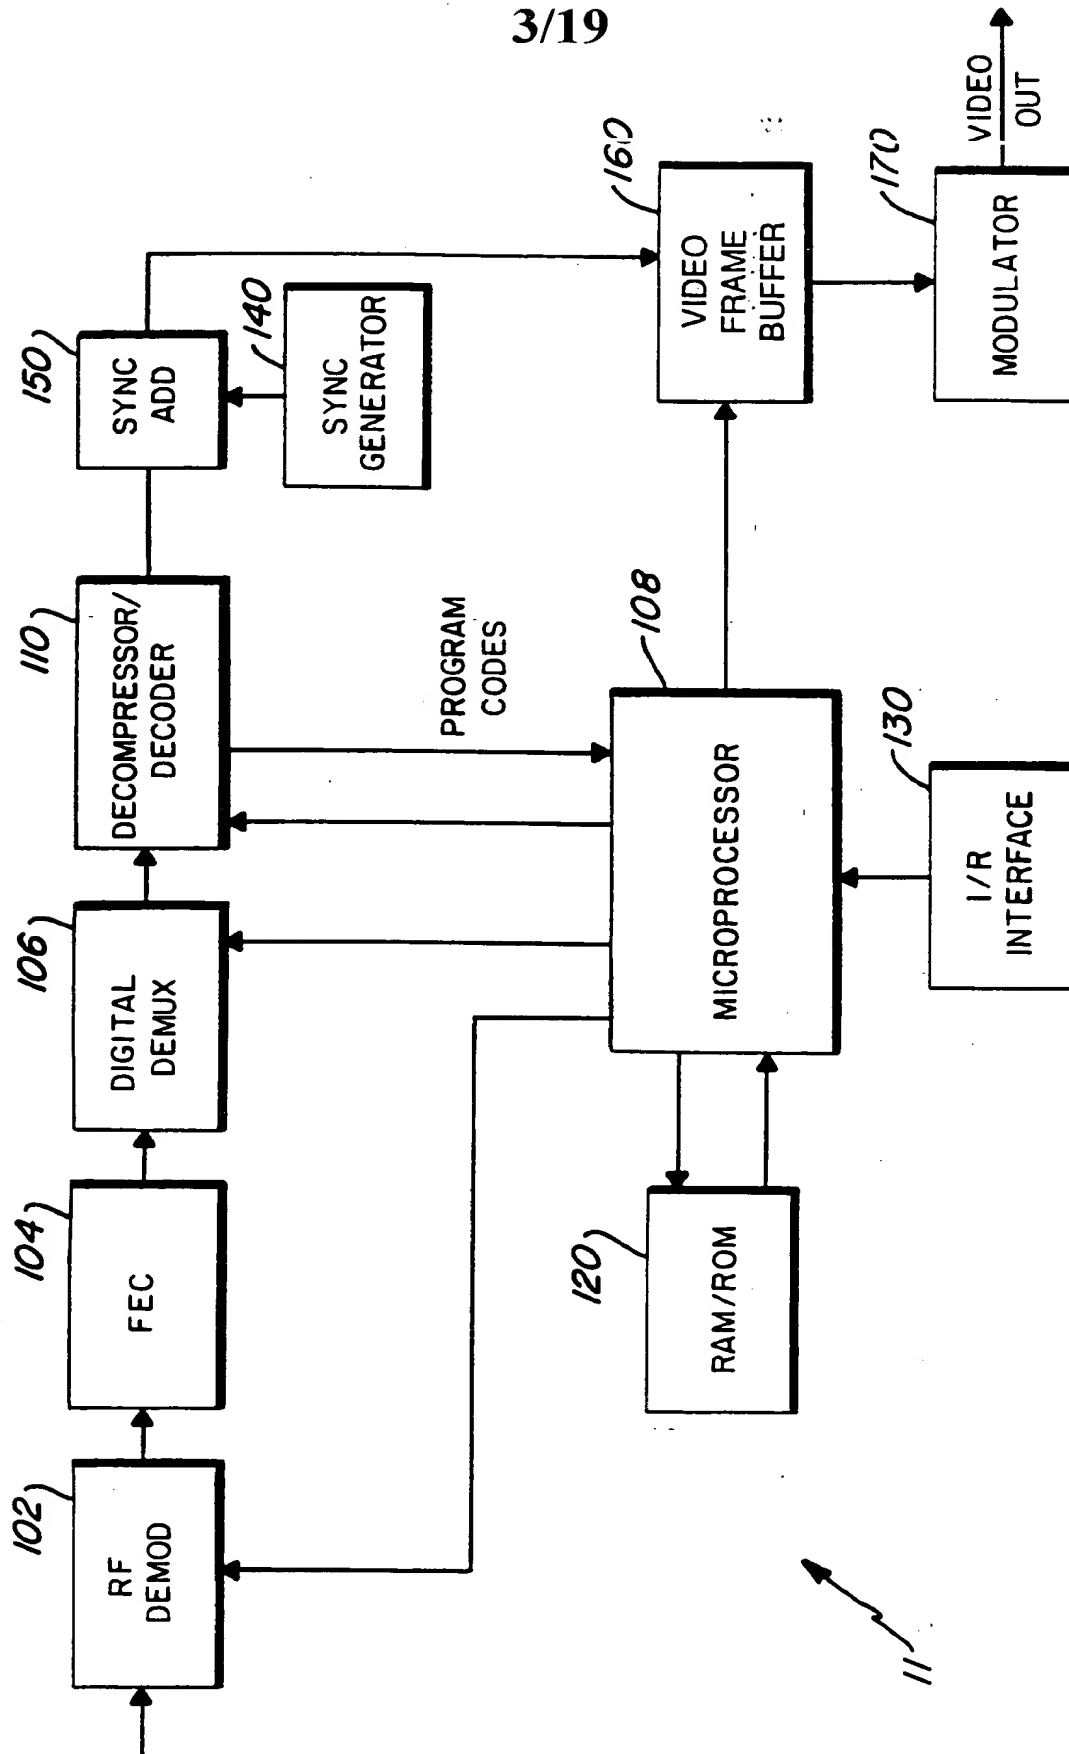 3/19
102
RF
DEMOD
104
FEC
106
DIGITAL
DEMUX
110
DECOMPRESSOR/
DECODER
150
SYNC
ADD
140
SYNC
GENERATOR
PROGRAM
CODES
120
RAM/ROM
108
MICROPROCESSOR
160
VIDEO
FRAME
BUFFER
130
I/R
INTERFACE
170
MODULATOR
VIDEO
OUT
11